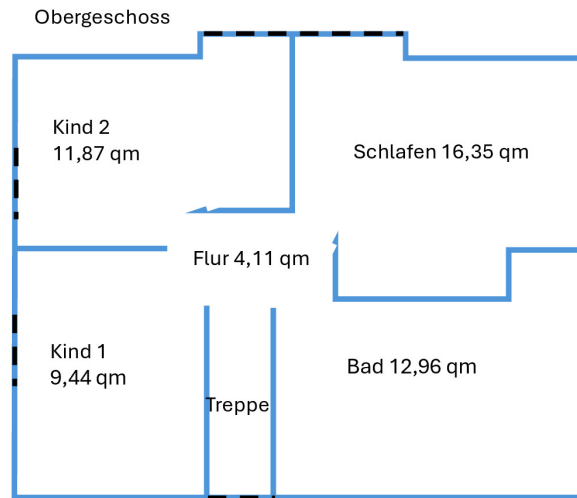 Obergeschoss
Kind 2
11,87 qm
Schlafen 16,35 qm
Flur 4,11 qm
Kind 1
9,44 qm
Bad 12,96 qm
Treppe